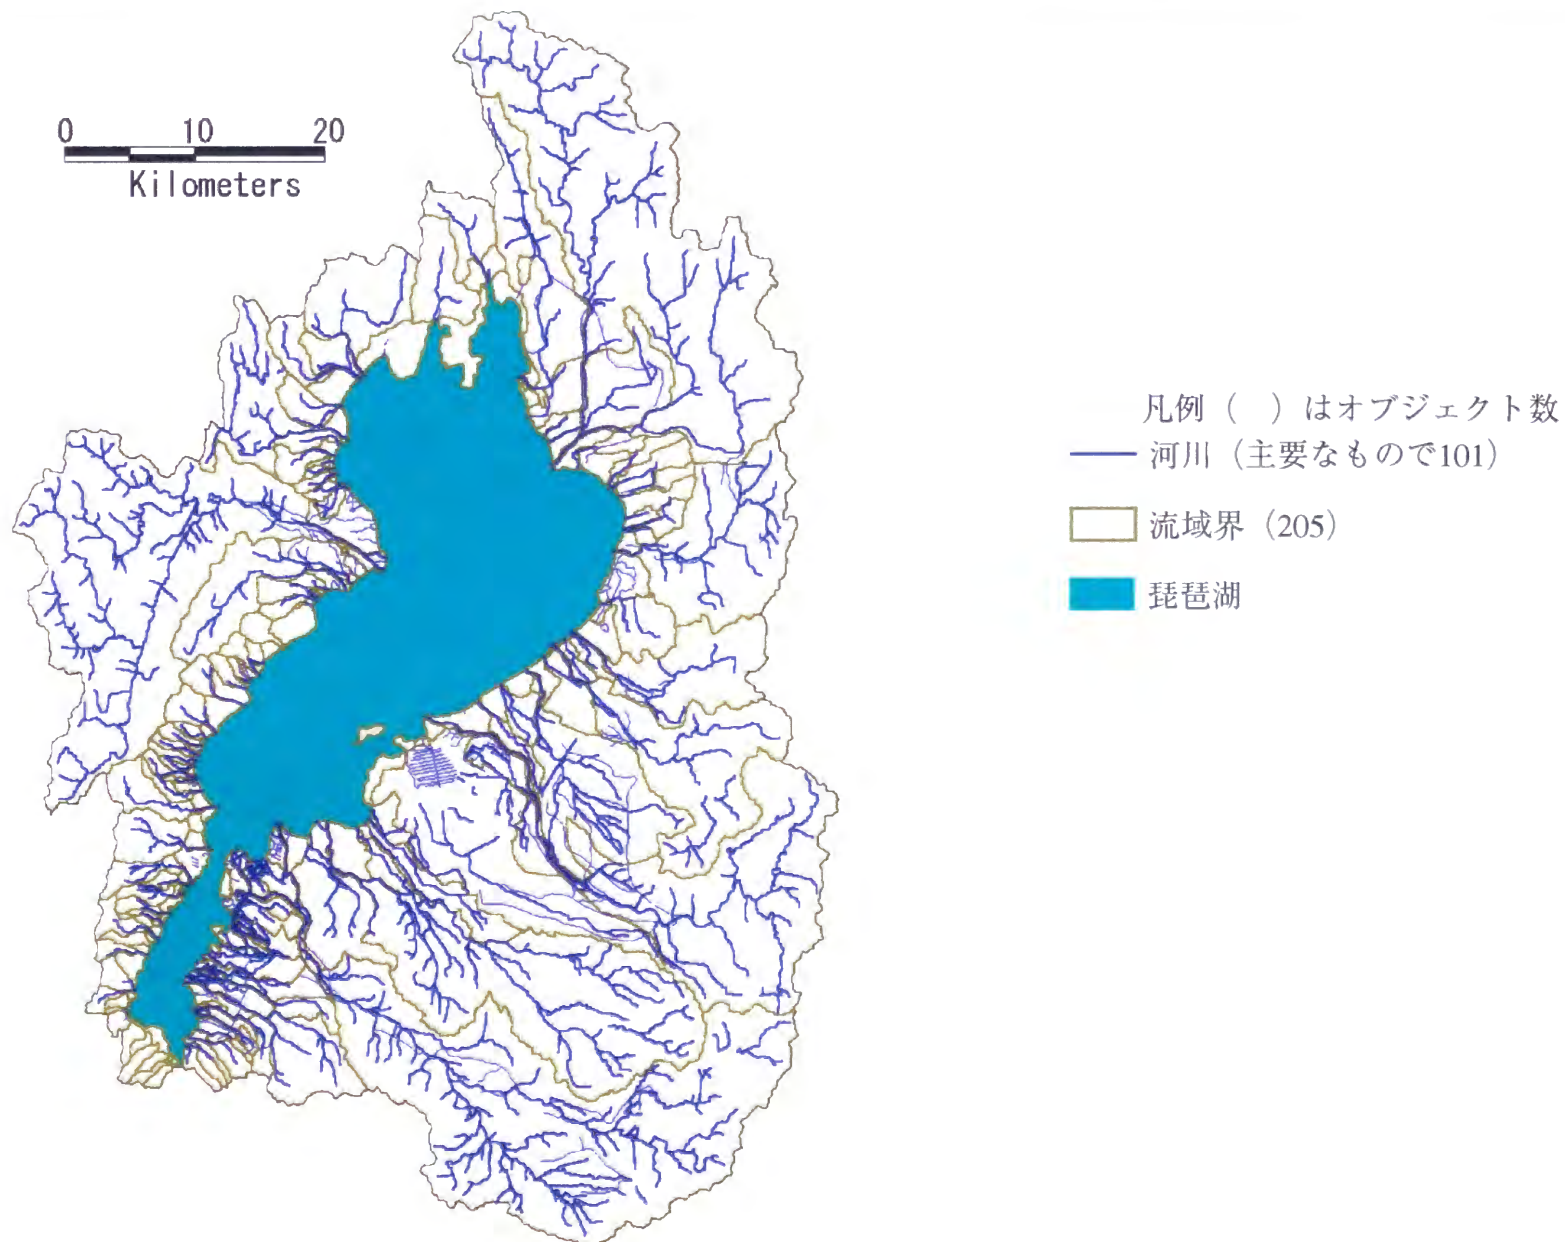 0 10 20
Kilometers
凡例（　）はオブジェクト数
河川（主要なもので101）
流域界（205）
琵琶湖